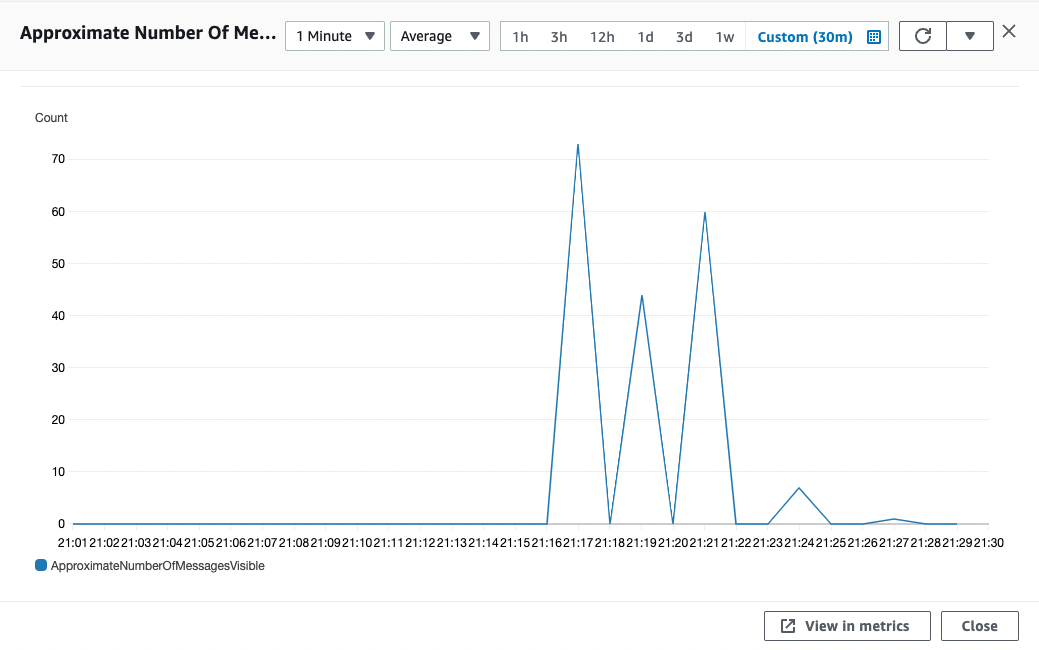 Approximate Number Of Me... 1 Minute Average 1h 3h 12h 1d 3d 1w Custom (30m)
Count
70
60
50
40
30
20
10
0
21:01 21:02 21:03 21:04 21:05 21:06 21:07 21:08 21:09 21:10 21:11 21:12 21:13 21:14 21:15 21:16 21:17 21:18 21:19 21:20 21:21 21:22 21:23 21:24 21:25 21:26 21:27 21:28 21:29 21:30
ApproximateNumberOfMessagesVisible
View in metrics Close